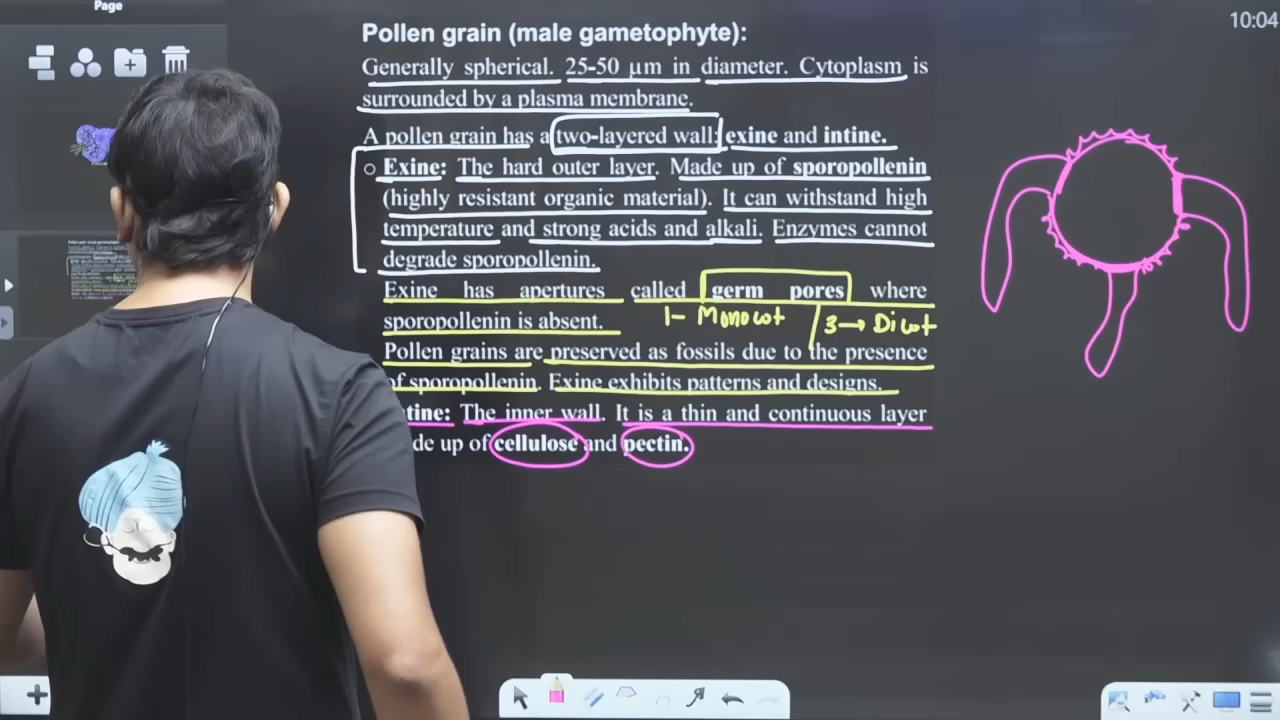 Page
10:04
Pollen grain (male gametophyte):
Generally spherical. 25-50 µm in diameter. Cytoplasm is
surrounded by a plasma membrane.
A pollen grain has a two-layered wall: exine and intine.
Exine: The hard outer layer. Made up of sporopollenin
(highly resistant organic material). It can withstand high
temperature and strong acids and alkali. Enzymes cannot
degrade sporopollenin.
Exine has apertures called germ pores where
sporopollenin is absent.
1- Monocot / 3→ Dicot
Pollen grains are preserved as fossils due to the presence
of sporopollenin. Exine exhibits patterns and designs.
tine: The inner wall. It is a thin and continuous layer
de up of cellulose and pectin.